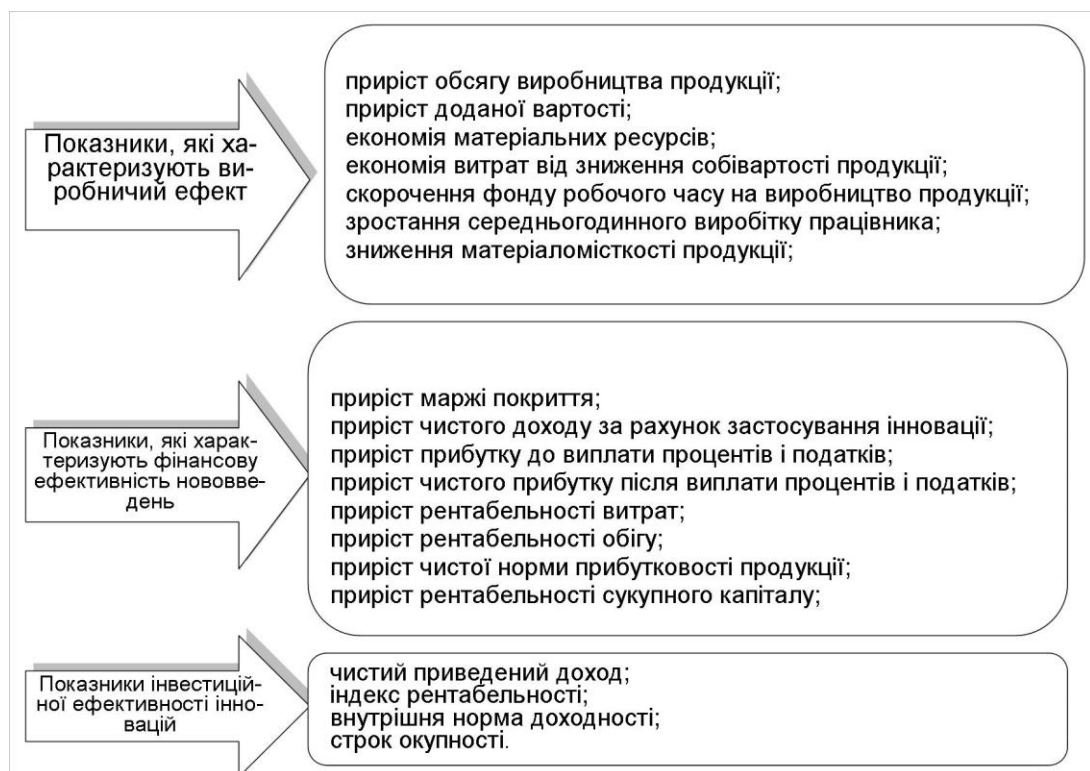 Показники, які ха-
рактеризують ви-
робничий ефект
приріст обсягу виробництва продукції;
приріст доданої вартості;
економія матеріальних ресурсів;
економія витрат від зниження собівартості продукції;
скорочення фонду робочого часу на виробництво продукції;
зростання середньогодинного виробітку працівника;
зниження матеріаломісткості продукції;
Показники, які харак-
теризують фінансову
ефективність нововве-
день
приріст маржі покриття;
приріст чистого доходу за рахунок застосування інновації;
приріст прибутку до виплати процентів і податків;
приріст чистого прибутку після виплати процентів і податків;
приріст рентабельності витрат;
приріст рентабельності обігу;
приріст чистої норми прибутковості продукції;
приріст рентабельності сукупного капіталу;
Показники інвестицій-
ної ефективності інно-
вацій
чистий приведений доход;
індекс рентабельності;
внутрішня норма доходності;
строк окупності.